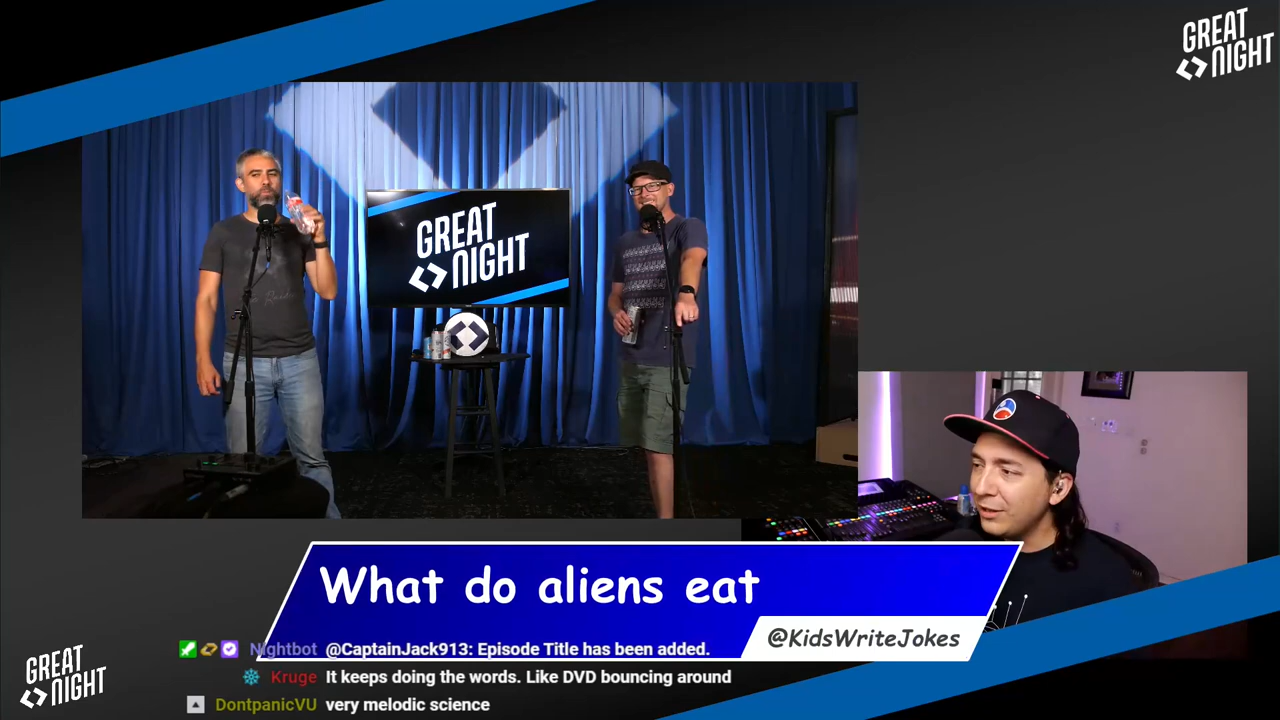 GREAT
NIGHT
GREAT
NIGHT
What do aliens eat
@KidsWriteJokes
Nightbot @CaptainJack913: Episode Title has been added.
Kruge It keeps doing the words. Like DVD bouncing around
DontpanicVU very melodic science
GREAT
NIGHT